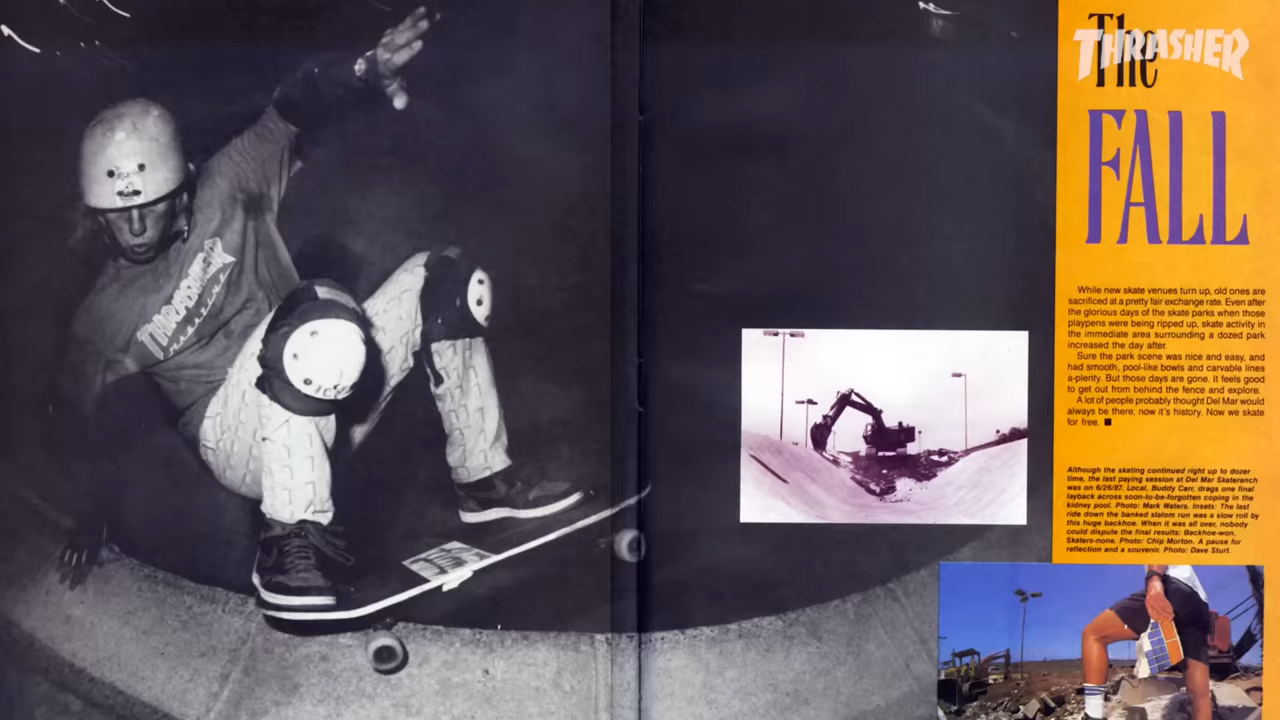 THRASHER
MAGAZINE
The
THRASHER
FALL
While new skate venues turn up, old ones are
sacrificed at a pretty fair exchange rate. Even after
the glorious days of the skate parks when those
playpens were being ripped up, skate activity in
the immediate area surrounding a dozed park
increased the day after.
Sure the park scene was nice and easy, and
had smooth, pool-like bowls and carvable lines
a-plenty. But those days are gone. It feels good
to get out from behind the fence and explore.
A lot of people probably thought Del Mar would
always be there, now it's history. Now we skate
for free. ■
Although the skating continued right up to dozer
time, the last paying session at Del Mar Skateranch
was on 6/26/87. Local, Buddy Carr, drags one final
layback across soon-to-be-forgotten coping in the
kidney pool. Photo: Mark Waters. Insets: The last
ride down the banked slalom run was a slow roll by
this huge backhoe. When it was all over, nobody
could dispute the final results: Backhoe-won,
Skaters-none. Photo: Chip Morton. A pause for
reflection and a souvenir. Photo: Dave Sturt.